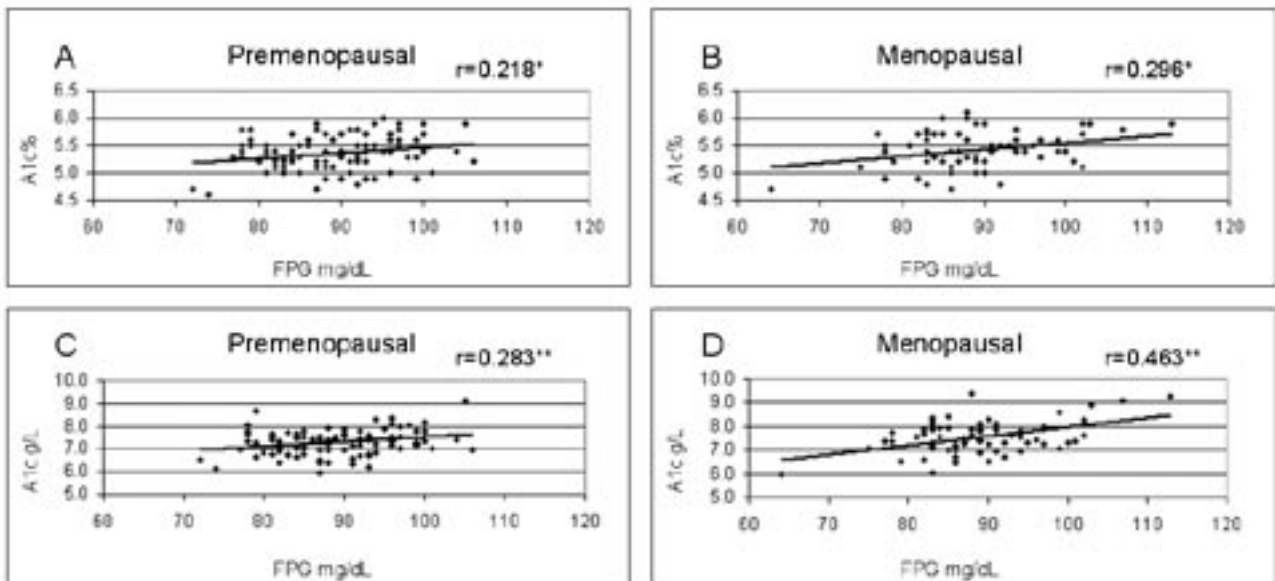 A Premenopausal r=0.218*
6.5
6.0
5.5
5.0
4.5
A1c%
60 70 80 90 100 110 120
FPG mg/dL
B Menopausal r=0.296*
6.5
6.0
5.5
5.0
4.5
A1c%
60 70 80 90 100 110 120
FPG mg/dL
C Premenopausal r=0.283**
10.0
9.0
8.0
7.0
6.0
5.0
A1c g/L
60 70 80 90 100 110 120
FPG mg/dL
D Menopausal r=0.463**
10.0
9.0
8.0
7.0
6.0
5.0
A1c g/L
60 70 80 90 100 110 120
FPG mg/dL